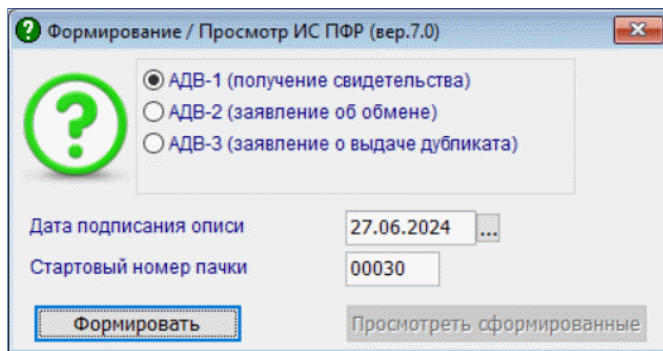 Формирование / Просмотр ИС ПФР (вер.7.0)
АДВ-1 (получение свидетельства)
АДВ-2 (заявление об обмене)
АДВ-3 (заявление о выдаче дубликата)
Дата подписания описи 27.06.2024 ...
Стартовый номер пачки 00030
Формировать Просмотреть сформированные